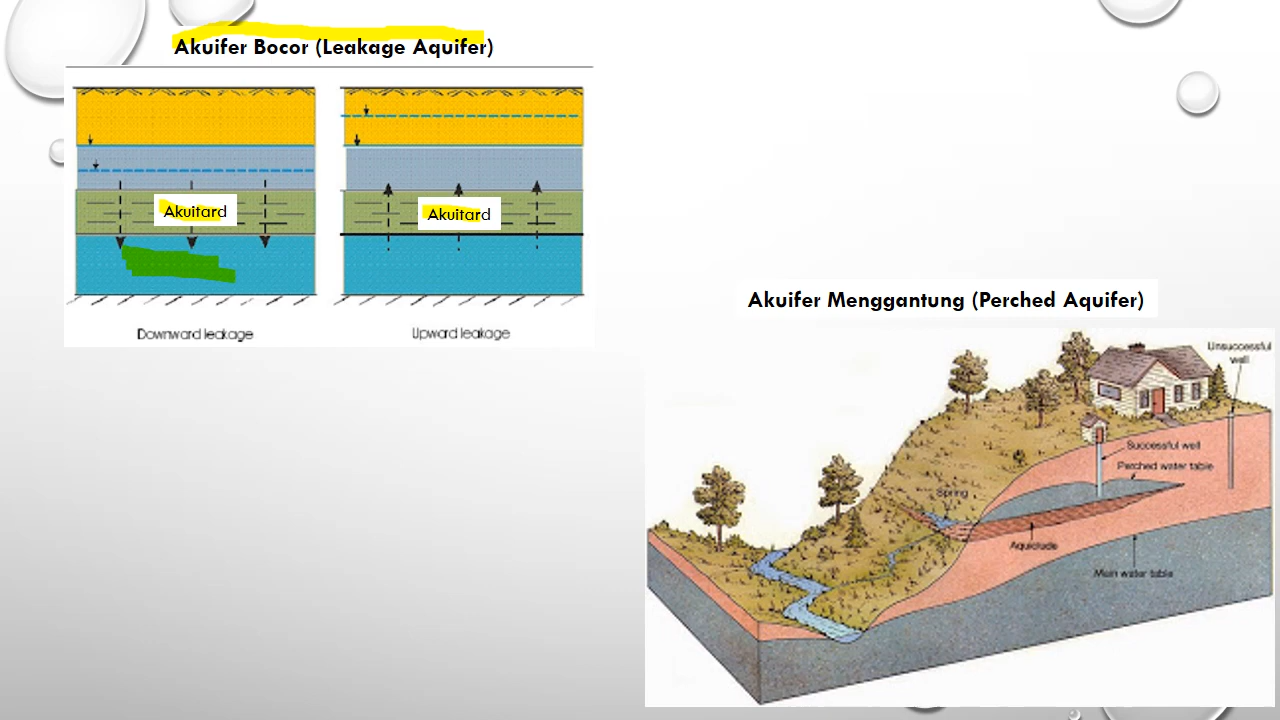 Akuifer Bocor (Leakage Aquifer)
Akuitard
Akuitard
Downward leakage
Upward leakage
Akuifer Menggantung (Perched Aquifer)
Unsuccessful
well
Successful well
Perched water table
Spring
Aquiclude
Main water table